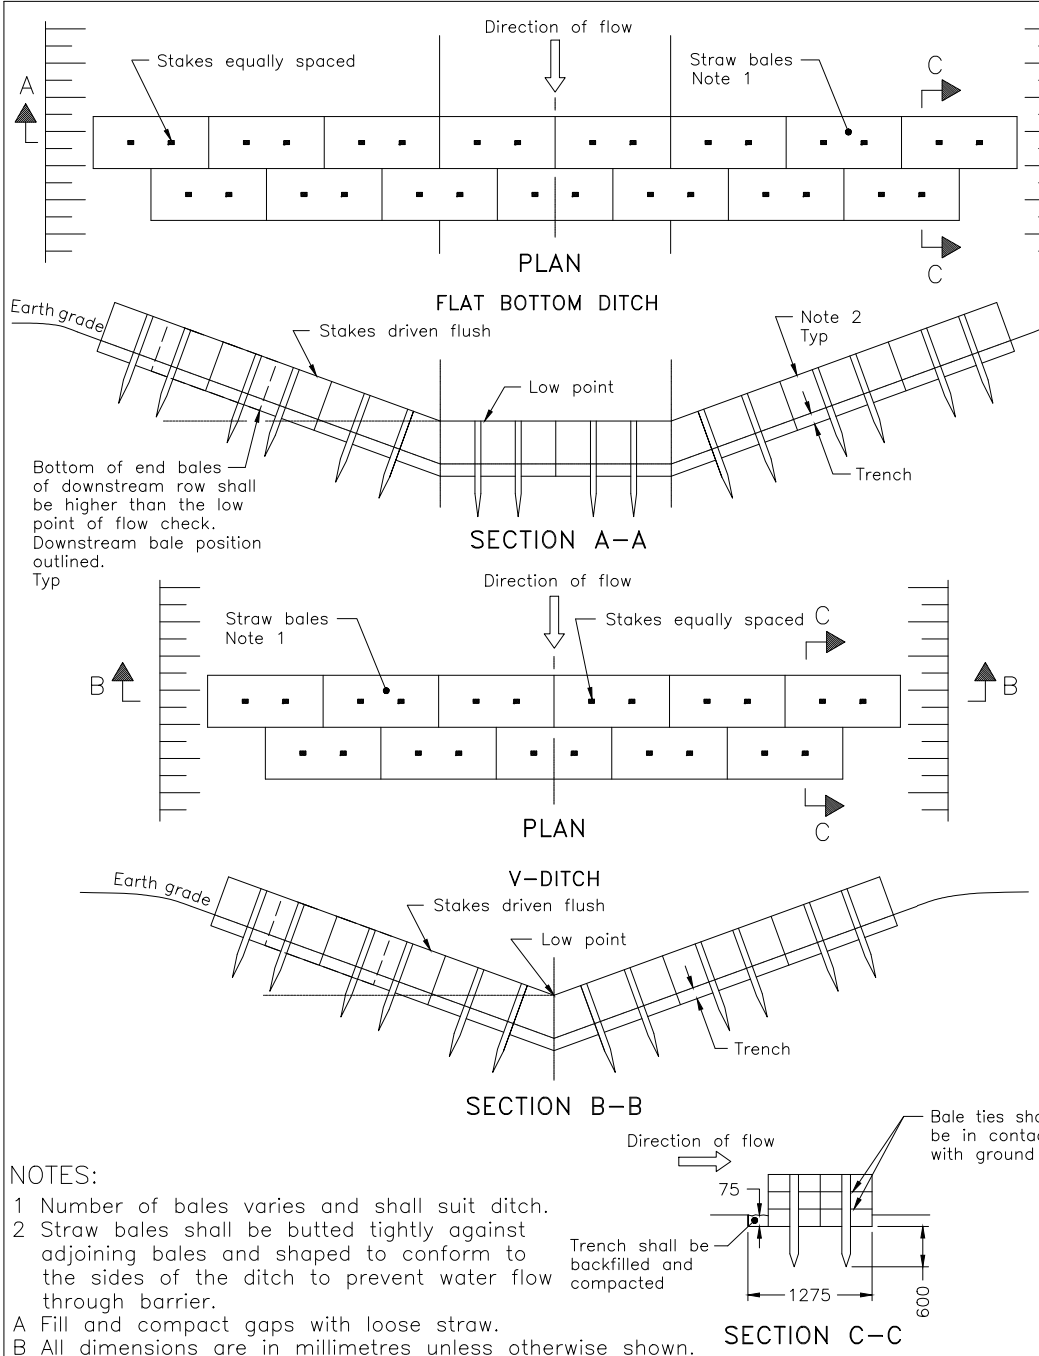 Direction of flow
Stakes equally spaced
Straw bales
Note 1
C
A
C
PLAN
FLAT BOTTOM DITCH
Earth grade
Stakes driven flush
Note 2
Typ
Low point
Trench
Bottom of end bales
of downstream row shall
be higher than the low
point of flow check.
Downstream bale position
outlined.
Typ
SECTION A-A
Direction of flow
Straw bales
Note 1
Stakes equally spaced
C
B
B
C
PLAN
V-DITCH
Earth grade
Stakes driven flush
Low point
Trench
SECTION B-B
Direction of flow
Bale ties
be in
with ground
75
Trench shall be
backfilled and
compacted
1275
600
SECTION C-C
NOTES:
1 Number of bales varies and shall suit ditch.
2 Straw bales shall be butted tightly against
adjoining bales and shaped to conform to
the sides of the ditch to prevent water flow
through barrier.
A Fill and compact gaps with loose straw.
B All dimensions are in millimetres unless otherwise shown.